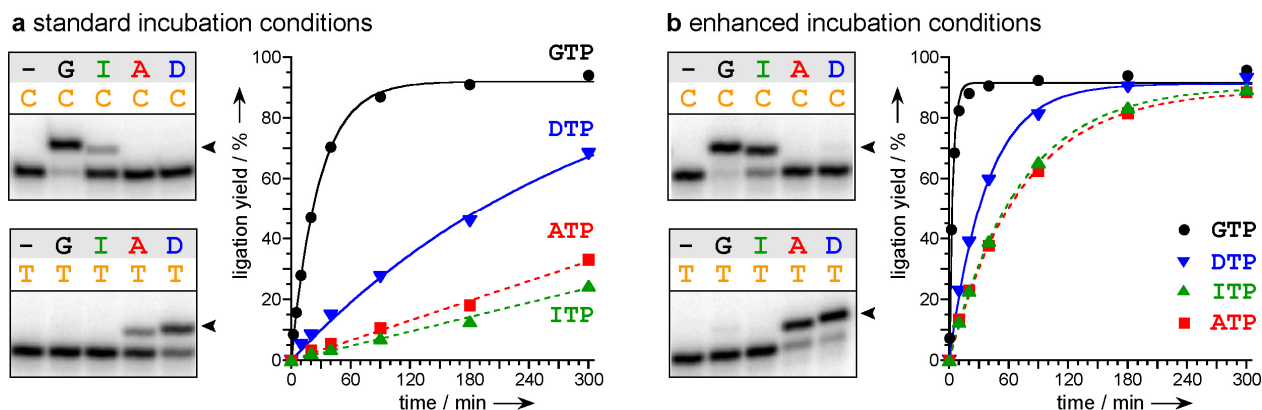 a standard incubation conditions
– G I A D
C C C C C
– G I A D
T T T T T
ligation yield / %
100
80
60
40
20
0
0 60 120 180 240 300
time / min
GTP
DTP
ATP
ITP
b enhanced incubation conditions
– G I A D
C C C C C
– G I A D
T T T T T
ligation yield / %
100
80
60
40
20
0
0 60 120 180 240 300
time / min
GTP
DTP
ITP
ATP